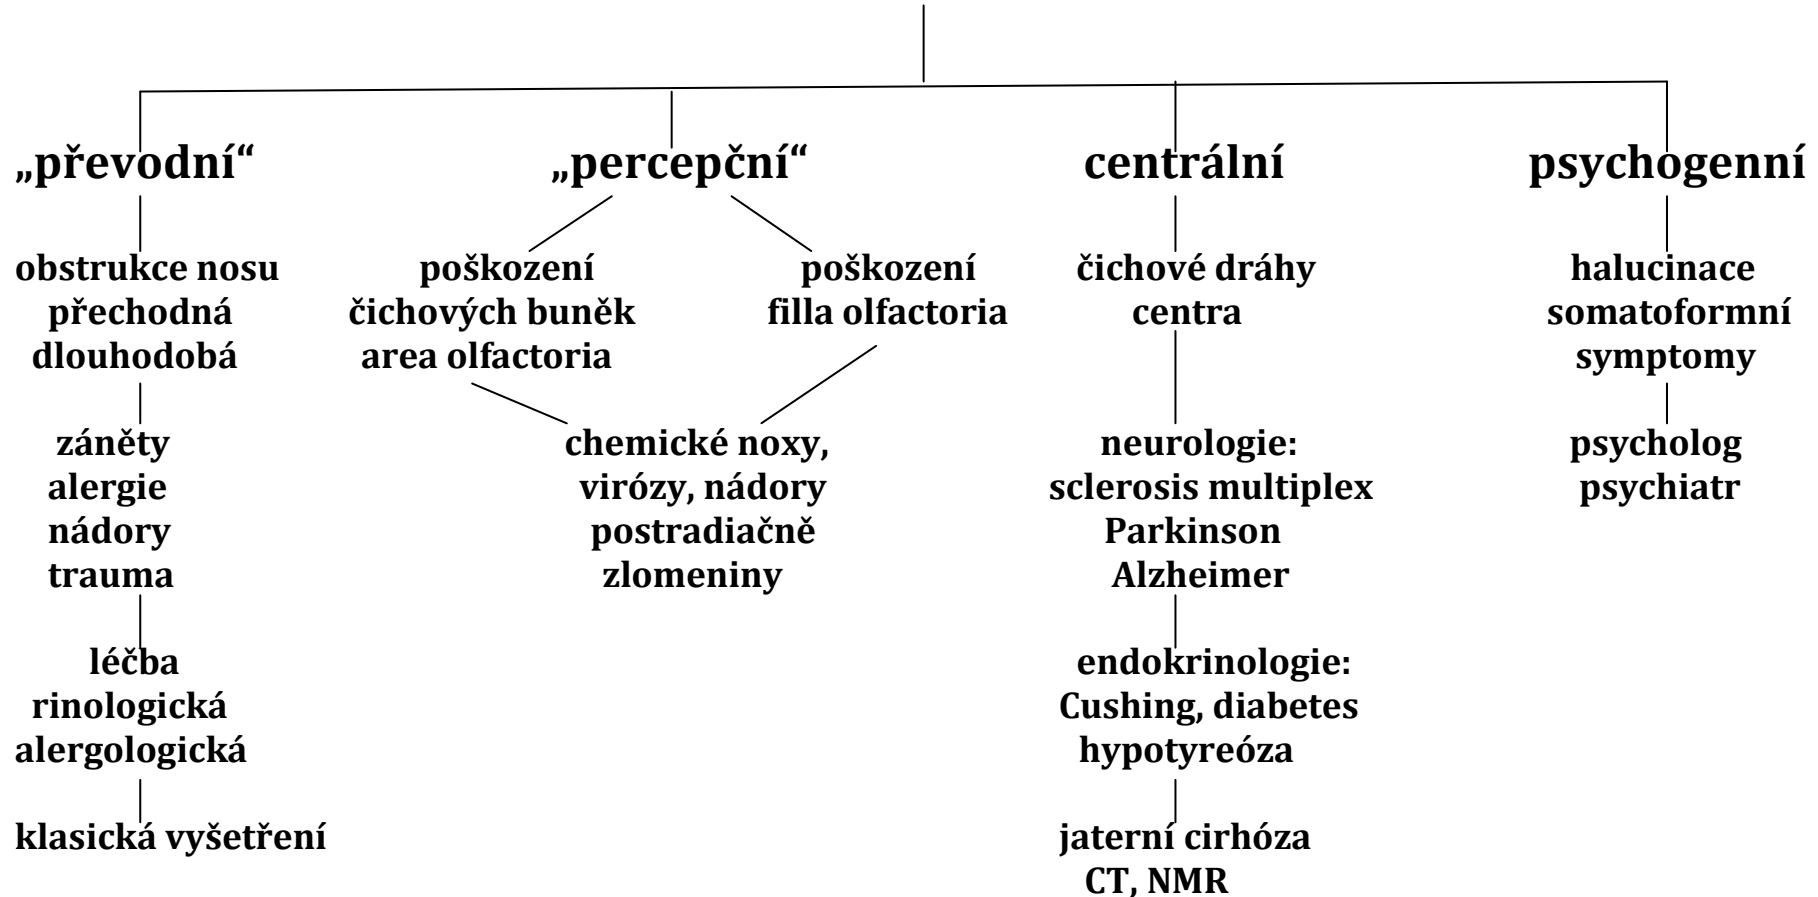 „převodní“
„percepční“
centrální
psychogenní
obstrukce nosu
přechodná
dlouhodobá
poškození
čichových buněk
area olfactoria
poškození
filla olfactoria
čichové dráhy
centra
halucinace
somatoformní
symptomy
záněty
alergie
nádory
trauma
chemické noxy,
virózy, nádory
postradiačně
zlomeniny
neurologie:
sclerosis multiplex
Parkinson
Alzheimer
psycholog
psychiatr
léčba
rinologická
alergologická
endokrinologie:
Cushing, diabetes
hypotyreóza
klasická vyšetření
jaterní cirhóza
CT, NMR